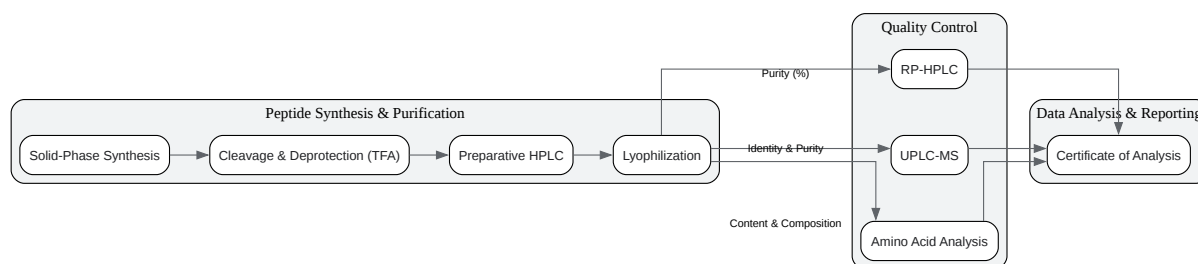 Quality Control
Purity (%)
RP-HPLC
Peptide Synthesis & Purification
Data Analysis & Reporting
Solid-Phase Synthesis
Cleavage & Deprotection (TFA)
Preparative HPLC
Lyophilization
Identity & Purity
UPLC-MS
Certificate of Analysis
Content & Composition
Amino Acid Analysis